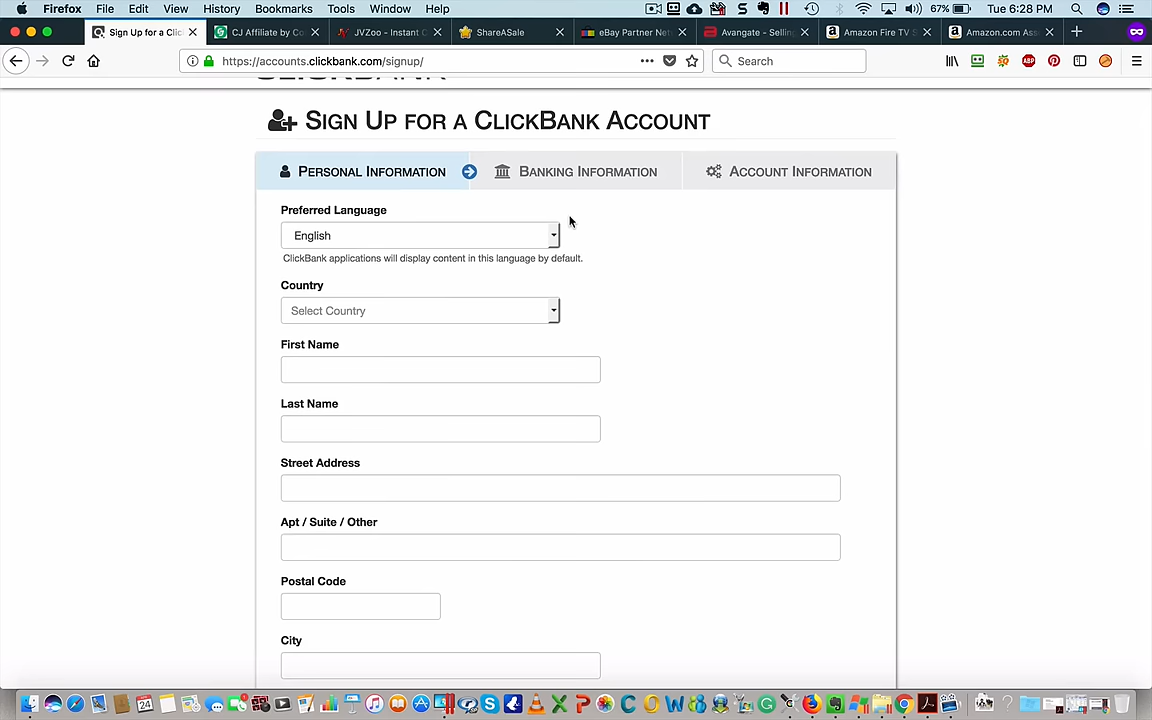 Firefox File Edit View History Bookmarks Tools Window Help 67% Tue 6:28 PM
Sign Up for a Clic CJ Affiliate by Co JVZoo - Instant C ShareASale eBay Partner Net Avangate - Selling Amazon Fire TV S Amazon.com Ass
https://accounts.clickbank.com/signup/ Search ABP
CLICKBANK
SIGN UP FOR A CLICKBANK ACCOUNT
PERSONAL INFORMATION BANKING INFORMATION ACCOUNT INFORMATION
Preferred Language
English
ClickBank applications will display content in this language by default.
Country
Select Country
First Name
Last Name
Street Address
Apt / Suite / Other
Postal Code
City